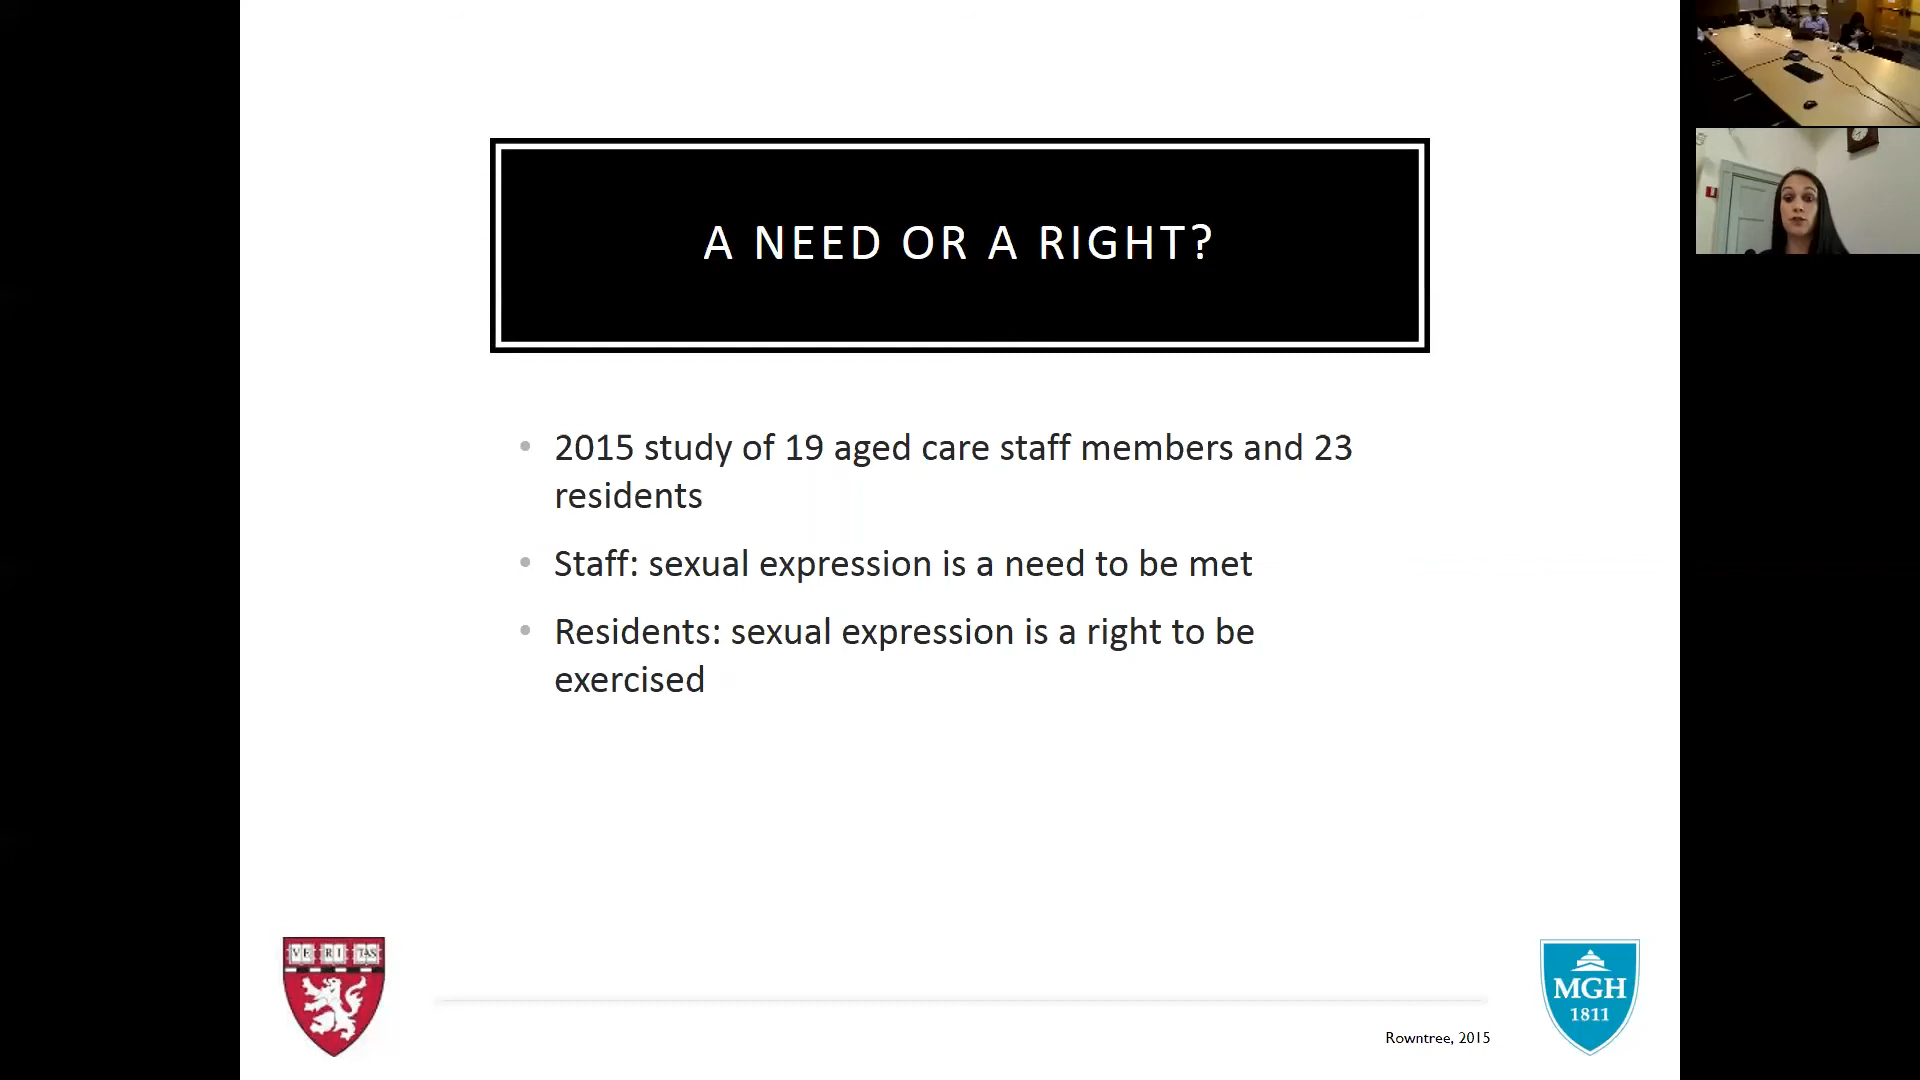 A NEED OR A RIGHT?
• 2015 study of 19 aged care staff members and 23
residents
• Staff: sexual expression is a need to be met
• Residents: sexual expression is a right to be
exercised
VE RI TAS
MGH
1811
Rowntree, 2015